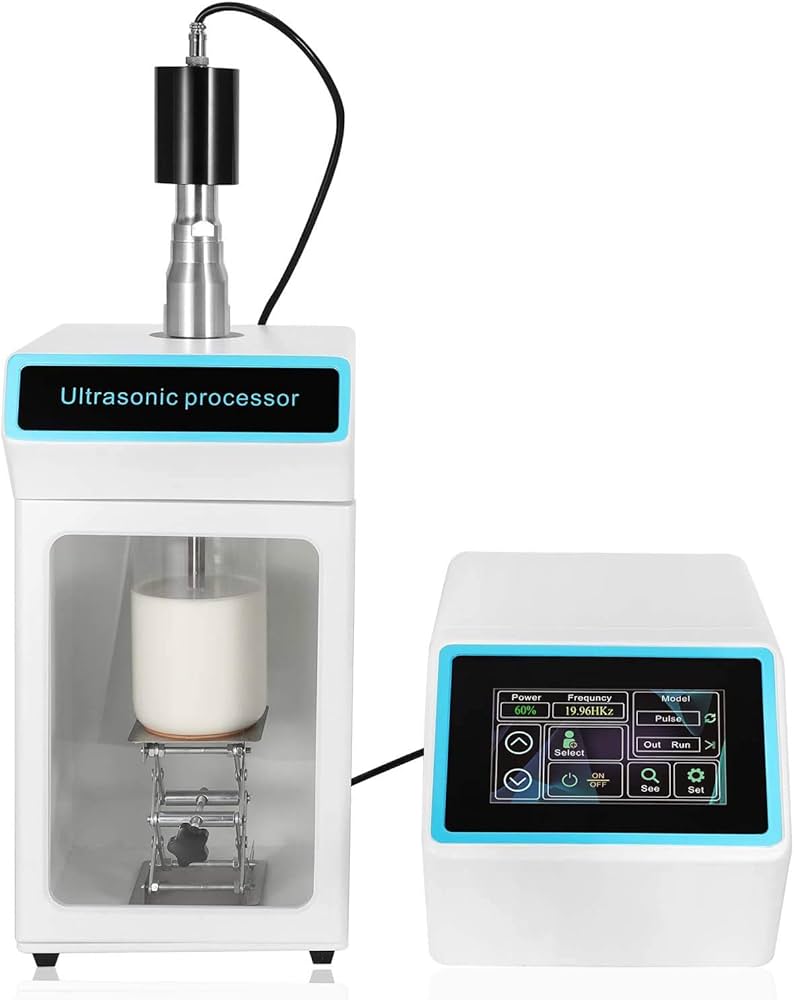 Ultrasonic processor
Power Frequncy Model
60% 19.96HKz
Pulse
Select
Out Run
ON
OFF
See
Set